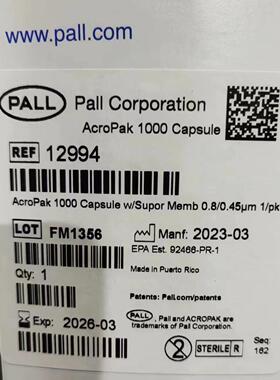 www.pall.com
PALL Pall Corporation
AcroPak 1000 Capsule
REF 12994
AcroPak 1000 Capsule w/Supor Memb 0.8/0.45µm 1/pk
LOT FM1356
Manf: 2023-03
EPA Est. 92466-PR-1
Qty: 1
Made in Puerto Rico
Patents: Pall.com/patents
Exp: 2026-03
PALL , Pall and ACROPAK are
trademarks of Pall Corporation.
2 STERILE R
Seq:
162